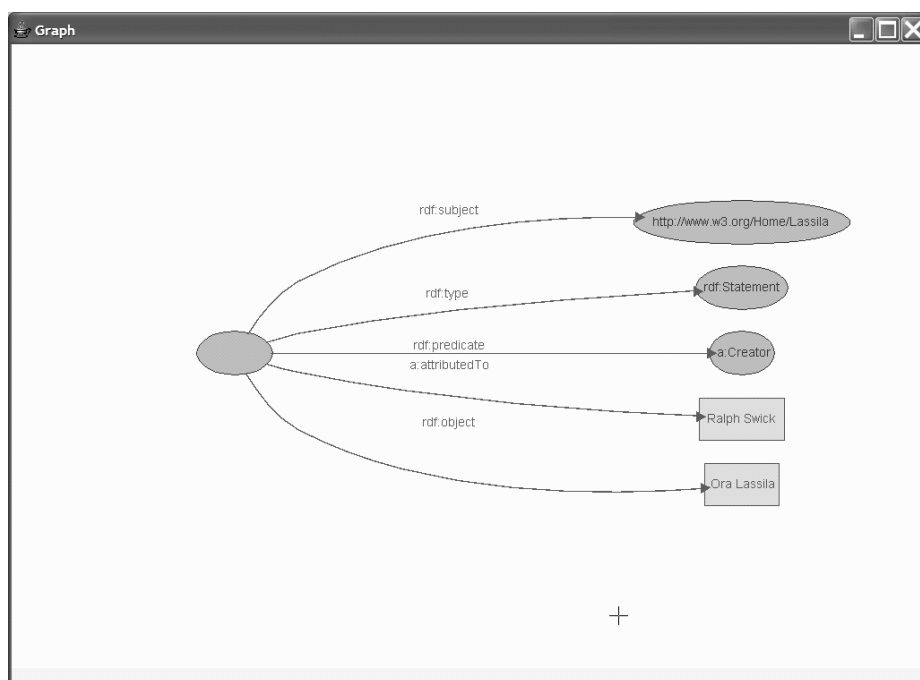 Graph
rdf:subject
http://www.w3.org/Home/Lassila
rdf:type
rdf:Statement
rdf:predicate
a:Creator
a:attributedTo
Ralph Swick
rdf:object
Ora Lassila